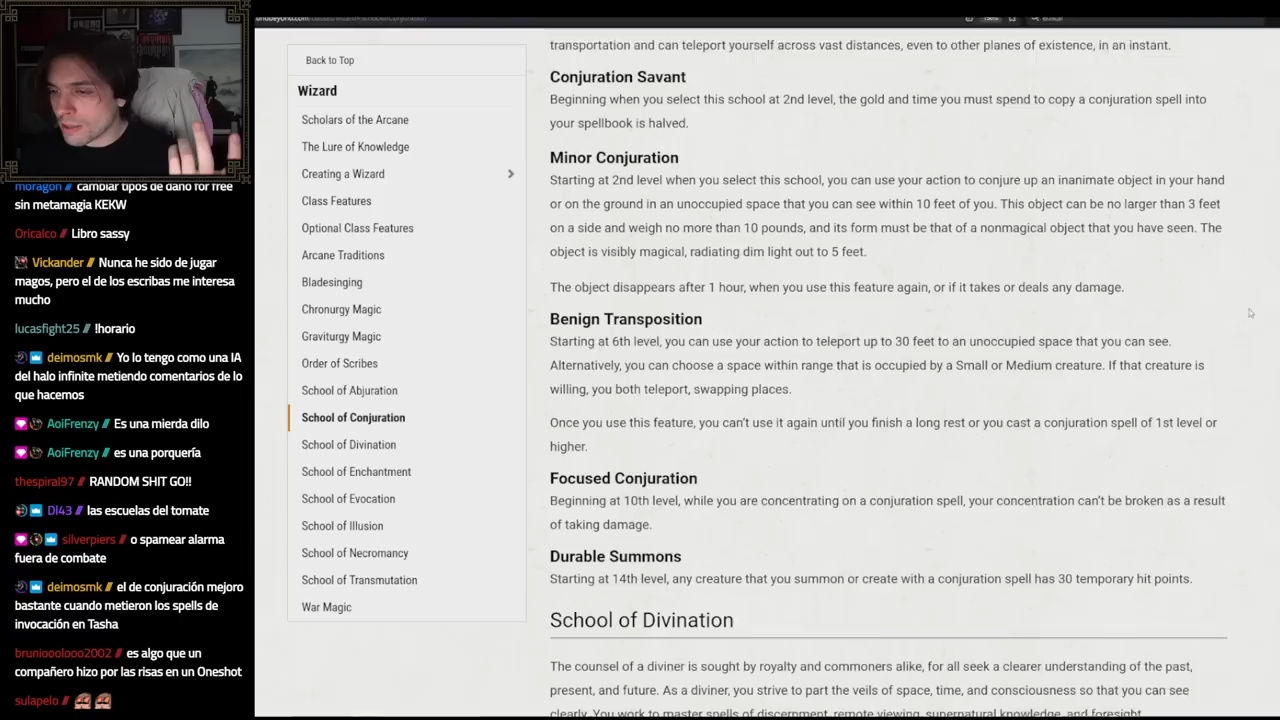 moragon // cambiar tipos de daño for free
sin metamagia KEKW
Oricalco // Libro sassy
Vickander // Nunca he sido de jugar
magos, pero el de los escribas me interesa
mucho
lucasfight25 // !horario
deimosmk // Yo lo tengo como una IA
del halo infinite metiendo comentarios de lo
que hacemos
AoiFrenzy // Es una mierda dilo
AoiFrenzy // es una porquería
thespiral97 // RANDOM SHIT GO!!
Dl43 // las escuelas del tomate
silverpiers // o spamear alarma
fuera de combate
deimosmk // el de conjuración mejoro
bastante cuando metieron los spells de
invocación en Tasha
bruniooolooo2002 // es algo que un
compañero hizo por las risas en un Oneshot
sulapelo //
Back to Top
Wizard
Scholars of the Arcane
The Lure of Knowledge
Creating a Wizard
Class Features
Optional Class Features
Arcane Traditions
Bladesinging
Chronurgy Magic
Graviturgy Magic
Order of Scribes
School of Abjuration
School of Conjuration
School of Divination
School of Enchantment
School of Evocation
School of Illusion
School of Necromancy
School of Transmutation
War Magic
transportation and can teleport yourself across vast distances, even to other planes of existence, in an instant.
Conjuration Savant
Beginning when you select this school at 2nd level, the gold and time you must spend to copy a conjuration spell into
your spellbook is halved.
Minor Conjuration
Starting at 2nd level when you select this school, you can use your action to conjure up an inanimate object in your hand
or on the ground in an unoccupied space that you can see within 10 feet of you. This object can be no larger than 3 feet
on a side and weigh no more than 10 pounds, and its form must be that of a nonmagical object that you have seen. The
object is visibly magical, radiating dim light out to 5 feet.
The object disappears after 1 hour, when you use this feature again, or if it takes or deals any damage.
Benign Transposition
Starting at 6th level, you can use your action to teleport up to 30 feet to an unoccupied space that you can see.
Alternatively, you can choose a space within range that is occupied by a Small or Medium creature. If that creature is
willing, you both teleport, swapping places.
Once you use this feature, you can't use it again until you finish a long rest or you cast a conjuration spell of 1st level or
higher.
Focused Conjuration
Beginning at 10th level, while you are concentrating on a conjuration spell, your concentration can't be broken as a result
of taking damage.
Durable Summons
Starting at 14th level, any creature that you summon or create with a conjuration spell has 30 temporary hit points.
School of Divination
The counsel of a diviner is sought by royalty and commoners alike, for all seek a clearer understanding of the past,
present, and future. As a diviner, you strive to part the veils of space, time, and consciousness so that you can see
clearly. You work to master spells of discernment, remote viewing, supernatural knowledge, and foresight.